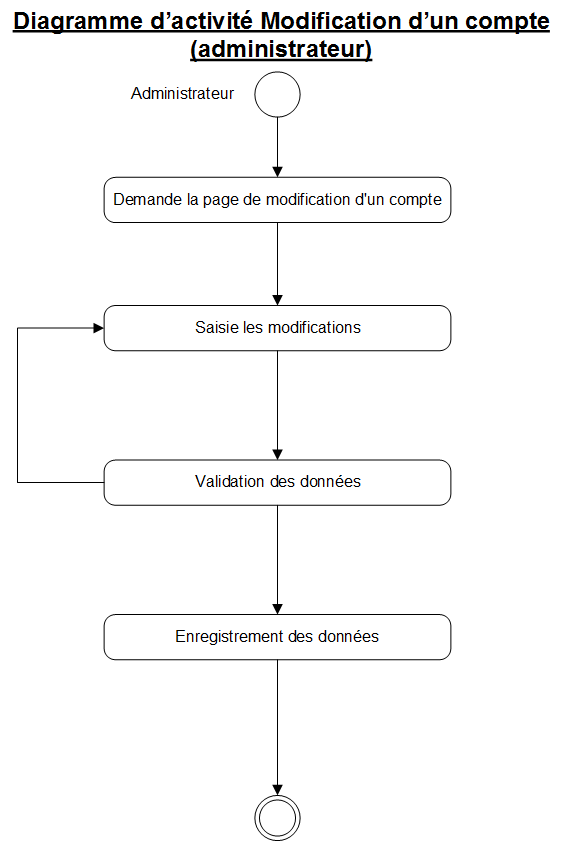 Diagramme d’activité Modification d’un compte
(administrateur)
Administrateur
Demande la page de modification d'un compte
Saisie les modifications
Validation des données
Enregistrement des données